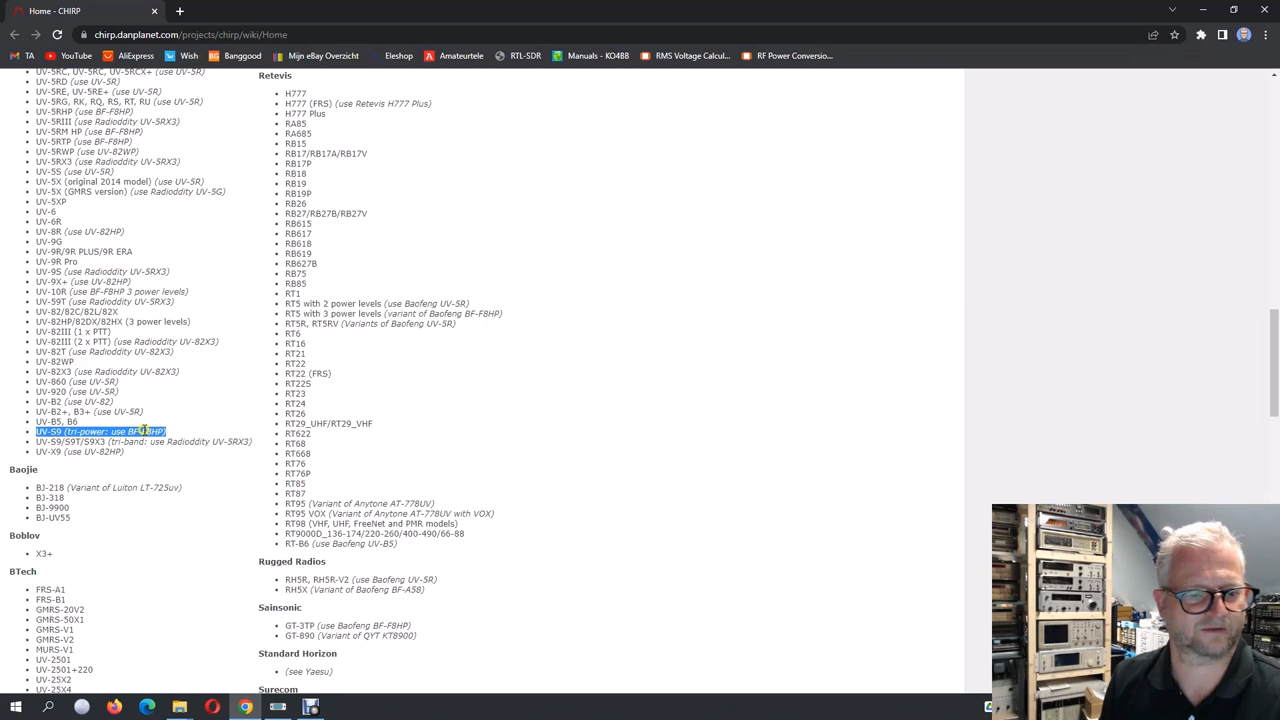 Home - CHIRP
chirp.danplanet.com/projects/chirp/wiki/Home
TA YouTube AliExpress Wish Banggood Mijn eBay Overzicht Eleshop Amateurtele RTL-SDR Manuals - KO4BB RMS Voltage Calcul... RF Power Conversio...
UV-5RC, UV-5RC, UV-5RCX+ (use UV-5R)
UV-5RD (use UV-5R)
UV-5RE, UV-5RE+ (use UV-5R)
UV-5RG, RK, RQ, RS, RT, RU (use UV-5R)
UV-5RHP (use BF-F8HP)
UV-5RIII (use Radioddity UV-5RX3)
UV-5RM HP (use BF-F8HP)
UV-5RTP (use BF-F8HP)
UV-5RWP (use UV-82WP)
UV-5RX3 (use Radioddity UV-5RX3)
UV-5S (use UV-5R)
UV-5X (original 2014 model) (use UV-5R)
UV-5X (GMRS version) (use Radioddity UV-5G)
UV-5XP
UV-6
UV-6R
UV-8R (use UV-82HP)
UV-9G
UV-9R/9R PLUS/9R ERA
UV-9R Pro
UV-9S (use Radioddity UV-5RX3)
UV-9X+ (use UV-82HP)
UV-10R (use BF-F8HP 3 power levels)
UV-59T (use Radioddity UV-5RX3)
UV-82/82C/82L/82X
UV-82HP/82DX/82HX (3 power levels)
UV-82III (1 x PTT)
UV-82III (2 x PTT) (use Radioddity UV-82X3)
UV-82T (use Radioddity UV-82X3)
UV-82WP
UV-82X3 (use Radioddity UV-82X3)
UV-860 (use UV-5R)
UV-920 (use UV-5R)
UV-B2 (use UV-82)
UV-B2+, B3+ (use UV-5R)
UV-B5, B6
UV-S9 (tri-power: use BF-F8HP)
UV-S9/S9T/S9X3 (tri-band: use Radioddity UV-5RX3)
UV-X9 (use UV-82HP)
Baojie
BJ-218 (Variant of Luiton LT-725uv)
BJ-318
BJ-9900
BJ-UV55
Boblov
X3+
BTech
FRS-A1
FRS-B1
GMRS-20V2
GMRS-50X1
GMRS-V1
GMRS-V2
MURS-V1
UV-2501
UV-2501+220
UV-25X2
UV-25X4
Retevis
H777
H777 (FRS) (use Retevis H777 Plus)
H777 Plus
RA85
RA685
RB15
RB17/RB17A/RB17V
RB17P
RB18
RB19
RB19P
RB26
RB27/RB27B/RB27V
RB615
RB617
RB618
RB619
RB627B
RB75
RB85
RT1
RT5 with 2 power levels (use Baofeng UV-5R)
RT5 with 3 power levels (variant of Baofeng BF-F8HP)
RT5R, RT5RV (Variants of Baofeng UV-5R)
RT6
RT16
RT21
RT22
RT22 (FRS)
RT22S
RT23
RT24
RT26
RT29_UHF/RT29_VHF
RT622
RT68
RT668
RT76
RT76P
RT85
RT87
RT95 (Variant of Anytone AT-778UV)
RT95 VOX (Variant of Anytone AT-778UV with VOX)
RT98 (VHF, UHF, FreeNet and PMR models)
RT9000D_136-174/220-260/400-490/66-88
RT-B6 (use Baofeng UV-B5)
Rugged Radios
RH5R, RH5R-V2 (use Baofeng UV-5R)
RH5X (Variant of Baofeng BF-A58)
Sainsonic
GT-3TP (use Baofeng BF-F8HP)
GT-890 (Variant of QYT KT8900)
Standard Horizon
(see Yaesu)
Surecom